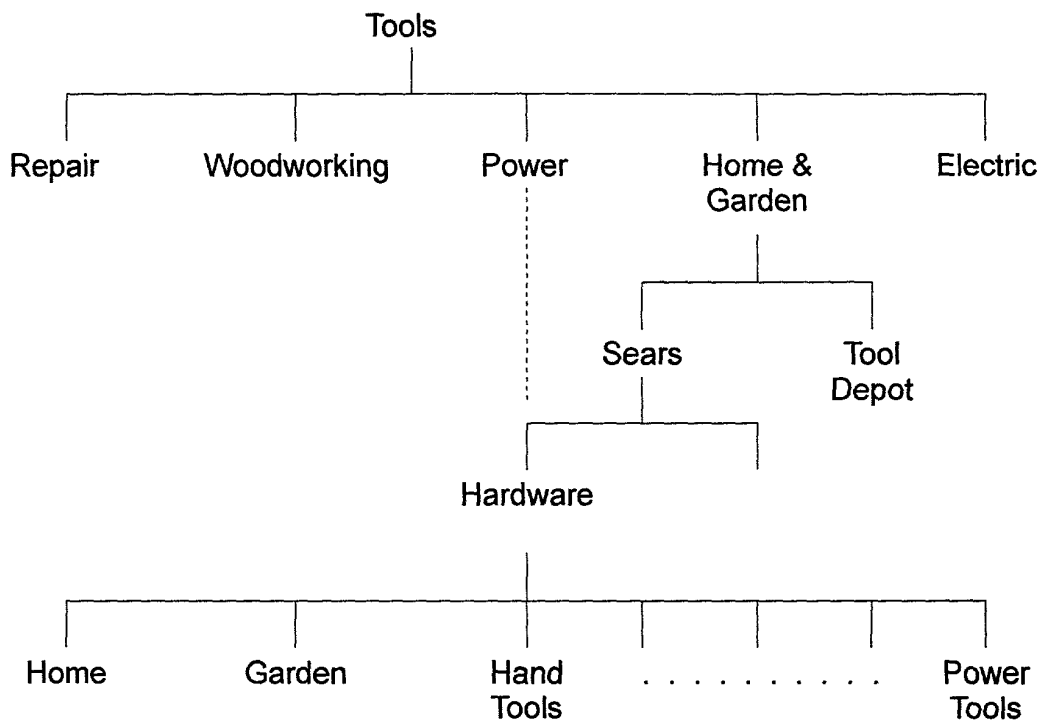 Tools
Repair
Woodworking
Power
Home &
Garden
Electric
Sears
Tool
Depot
Hardware
Home
Garden
Hand
Tools
. . . . . . . . . .
Power
Tools